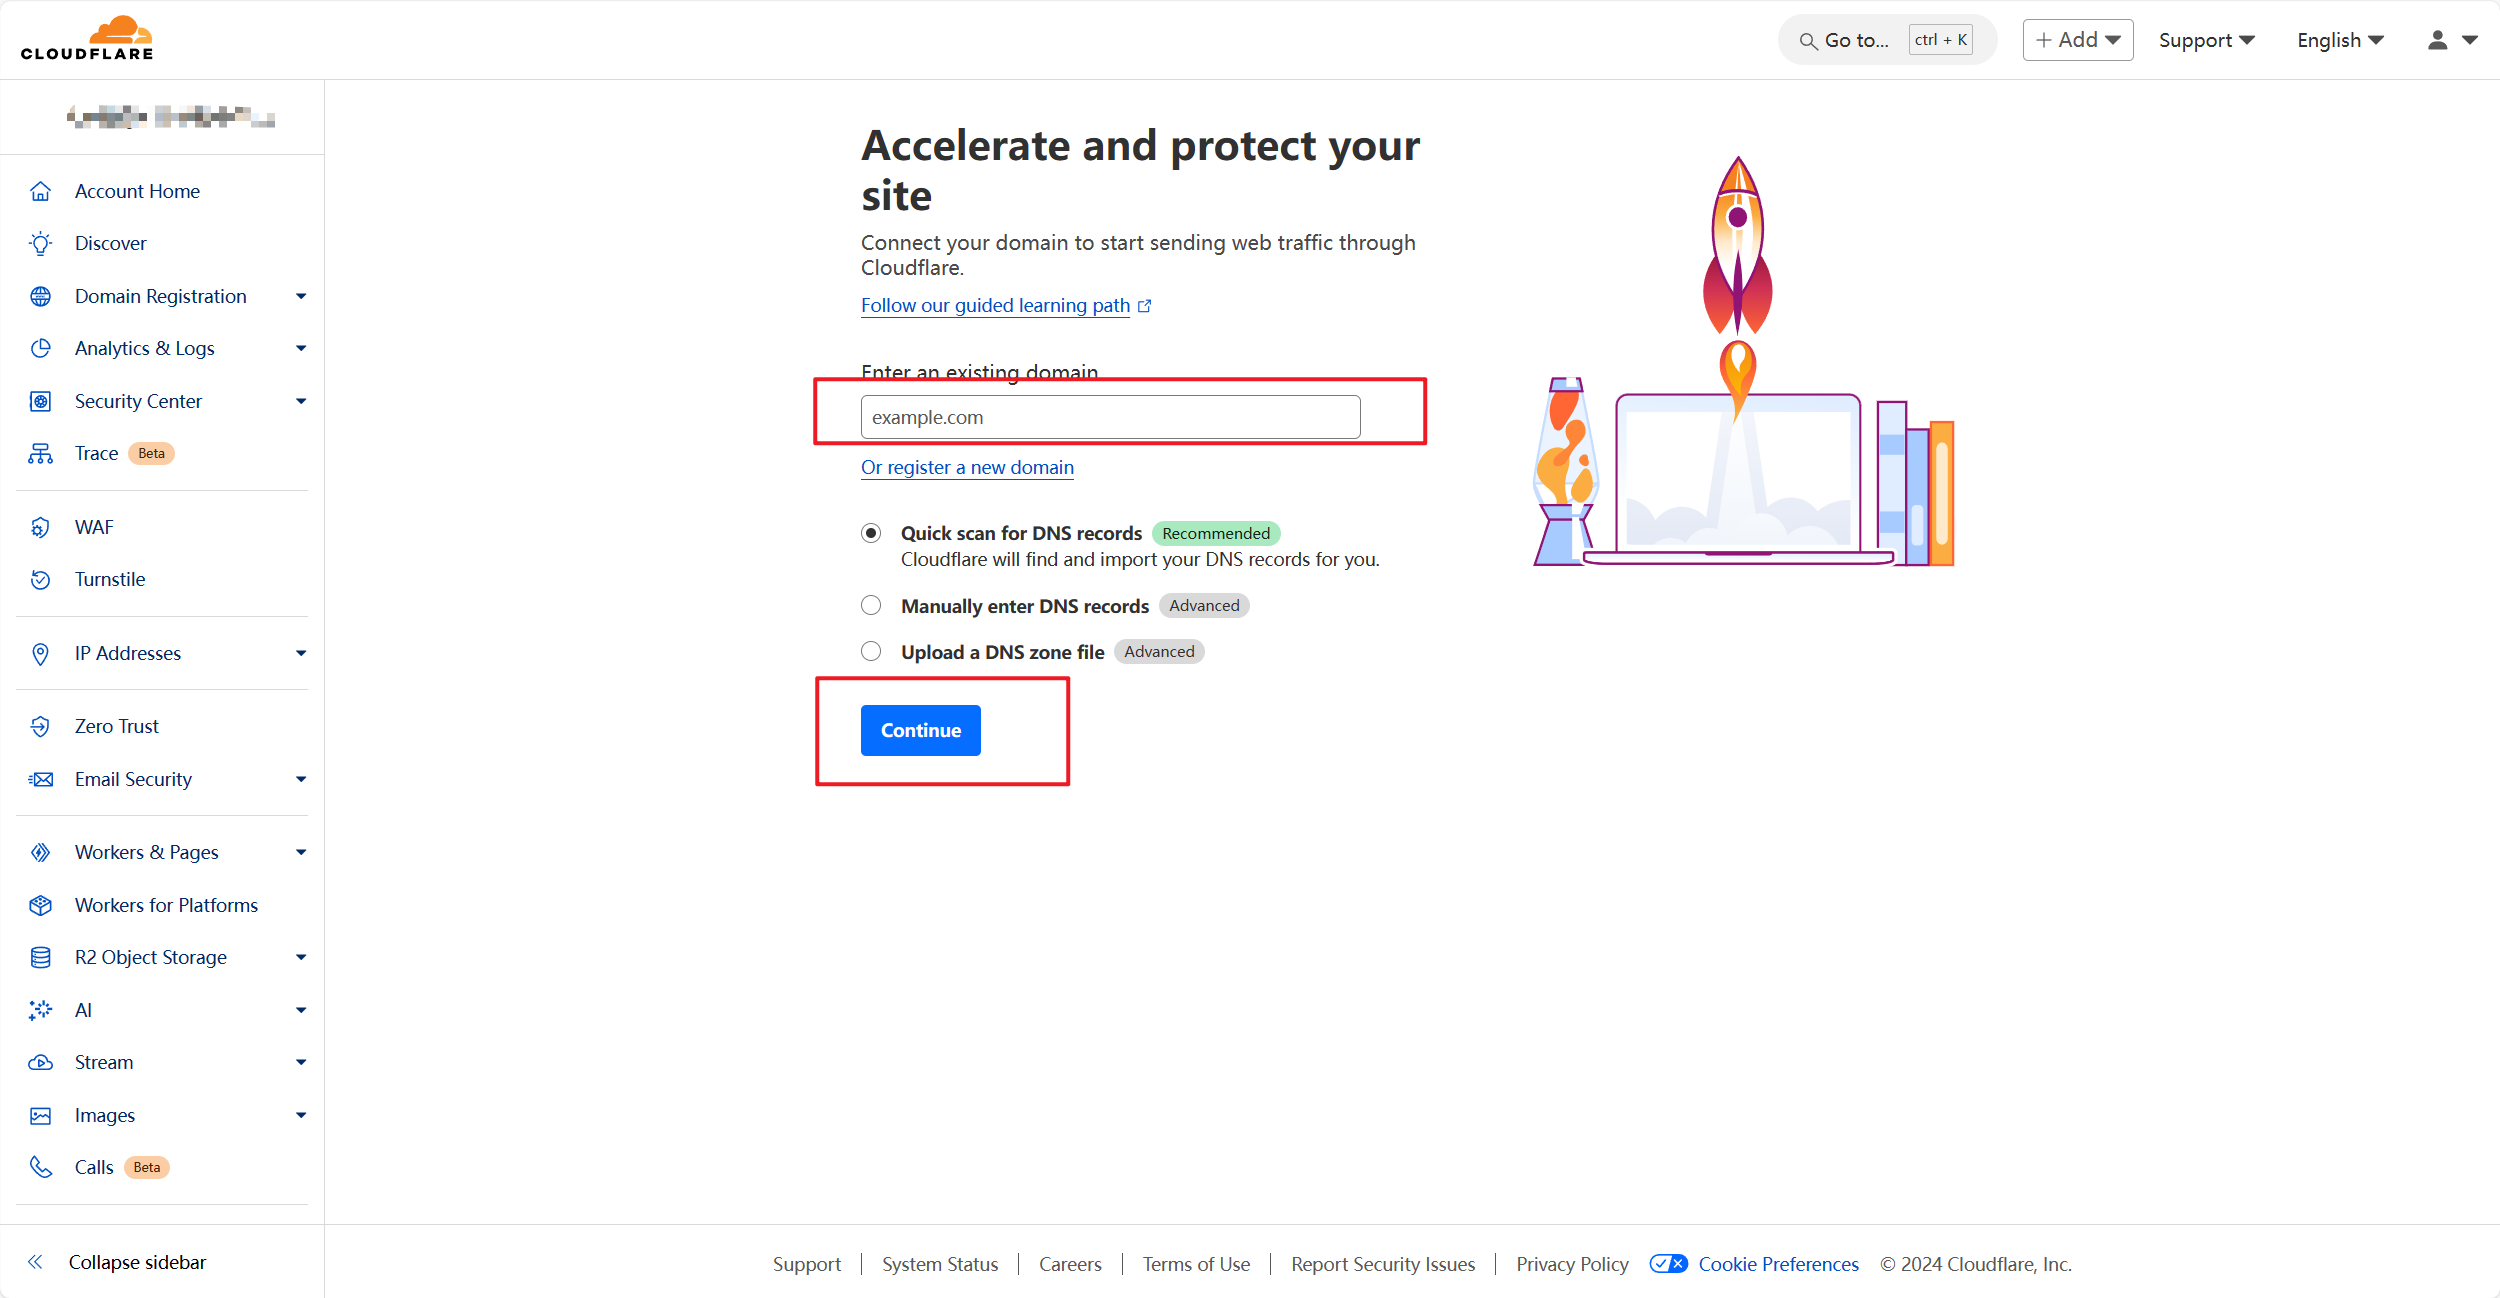 CLOUDFLARE
Go to...
ctrl + K
+ Add
Support
English
Account Home
Discover
Domain Registration
Analytics & Logs
Security Center
Trace Beta
WAF
Turnstile
IP Addresses
Zero Trust
Email Security
Workers & Pages
Workers for Platforms
R2 Object Storage
AI
Stream
Images
Calls Beta
Collapse sidebar
Accelerate and protect your
site
Connect your domain to start sending web traffic through
Cloudflare.
Follow our guided learning path
Enter an existing domain
example.com
Or register a new domain
Quick scan for DNS records Recommended
Cloudflare will find and import your DNS records for you.
Manually enter DNS records Advanced
Upload a DNS zone file Advanced
Continue
Support | System Status | Careers | Terms of Use | Report Security Issues | Privacy Policy Cookie Preferences © 2024 Cloudflare, Inc.